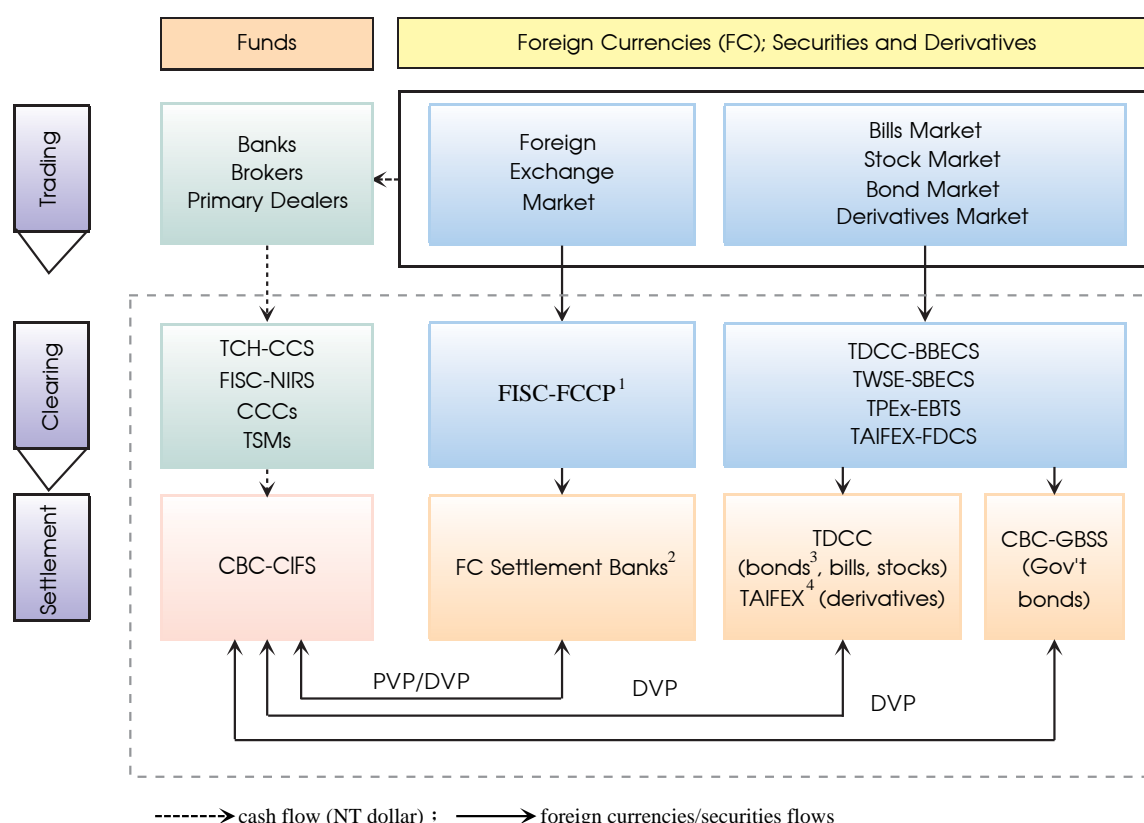 Funds
Foreign Currencies (FC); Securities and Derivatives
Trading
Banks
Brokers
Primary Dealers
Foreign
Exchange
Market
Bills Market
Stock Market
Bond Market
Derivatives Market
Clearing
TCH-CCS
FISC-NIRS
CCCs
TSMs
FISC-FCCP¹
TDCC-BBECS
TWSE-SBECS
TPEx-EBTS
TAIFEX-FDCS
Settlement
CBC-CIFS
FC Settlement Banks²
TDCC
(bonds³, bills, stocks)
TAIFEX⁴ (derivatives)
CBC-GBSS
(Gov't
bonds)
PVP/DVP
DVP
DVP
cash flow (NT dollar)；
foreign currencies/securities flows